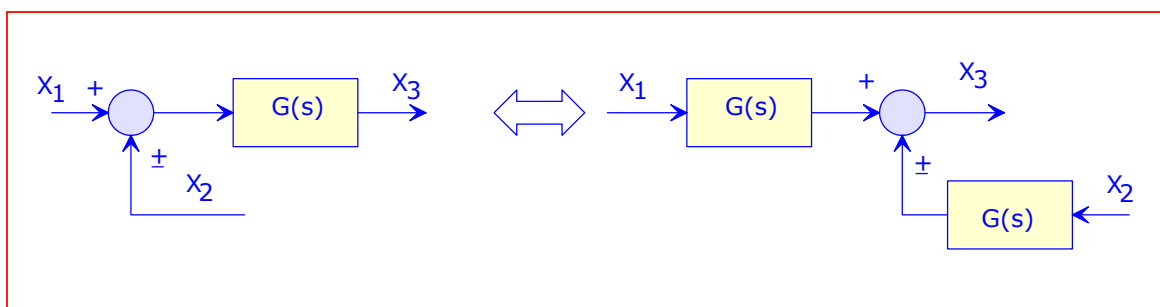 X1 + G(s) X3
± X2
X1 G(s) + X3
± G(s) X2